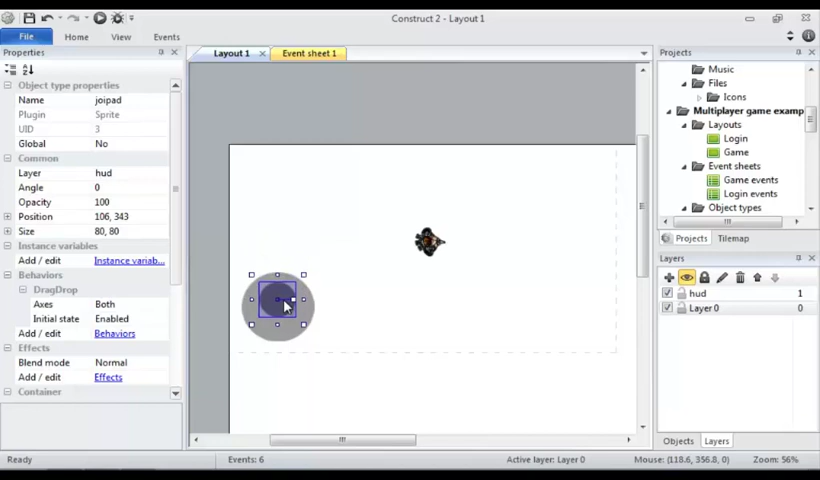 Construct 2 - Layout 1
File
Home
View
Events
Properties
Layout 1
Event sheet 1
Projects
Object type properties
Name joipad
Plugin Sprite
UID 3
Global No
Common
Layer hud
Angle 0
Opacity 100
Position 106, 343
Size 80, 80
Instance variables
Add / edit Instance variab...
Behaviors
DragDrop
Axes Both
Initial state Enabled
Add / edit Behaviors
Effects
Blend mode Normal
Add / edit Effects
Container
Music
Files
Icons
Multiplayer game examp
Layouts
Login
Game
Event sheets
Game events
Login events
Object types
Projects Tilemap
Layers
hud 1
Layer 0 0
Objects Layers
Ready
Events: 6
Active layer: Layer 0
Mouse: (118.6, 356.8, 0)
Zoom: 56%